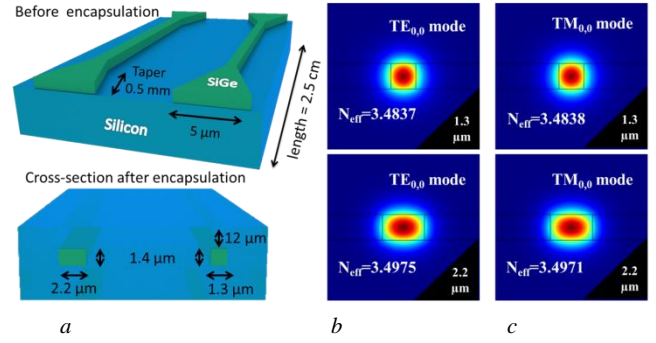 Before encapsulation
Taper
0.5 mm
SiGe
Silicon
5 µm
length = 2.5 cm
Cross-section after encapsulation
12 µm
1.4 µm
2.2 µm
1.3 µm
a
TE0,0 mode
Neff=3.4837
1.3
µm
TE0,0 mode
Neff=3.4975
2.2
µm
b
TM0,0 mode
Neff=3.4838
1.3
µm
TM0,0 mode
Neff=3.4971
2.2
µm
c